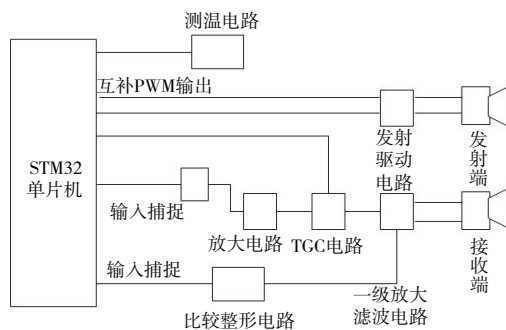 测温电路
互补PWM输出
STM32
单片机
发射
驱动
电路
发
射
端
输入捕捉
放大电路
TGC电路
接
收
端
输入捕捉
一级放大
滤波电路
比较整形电路